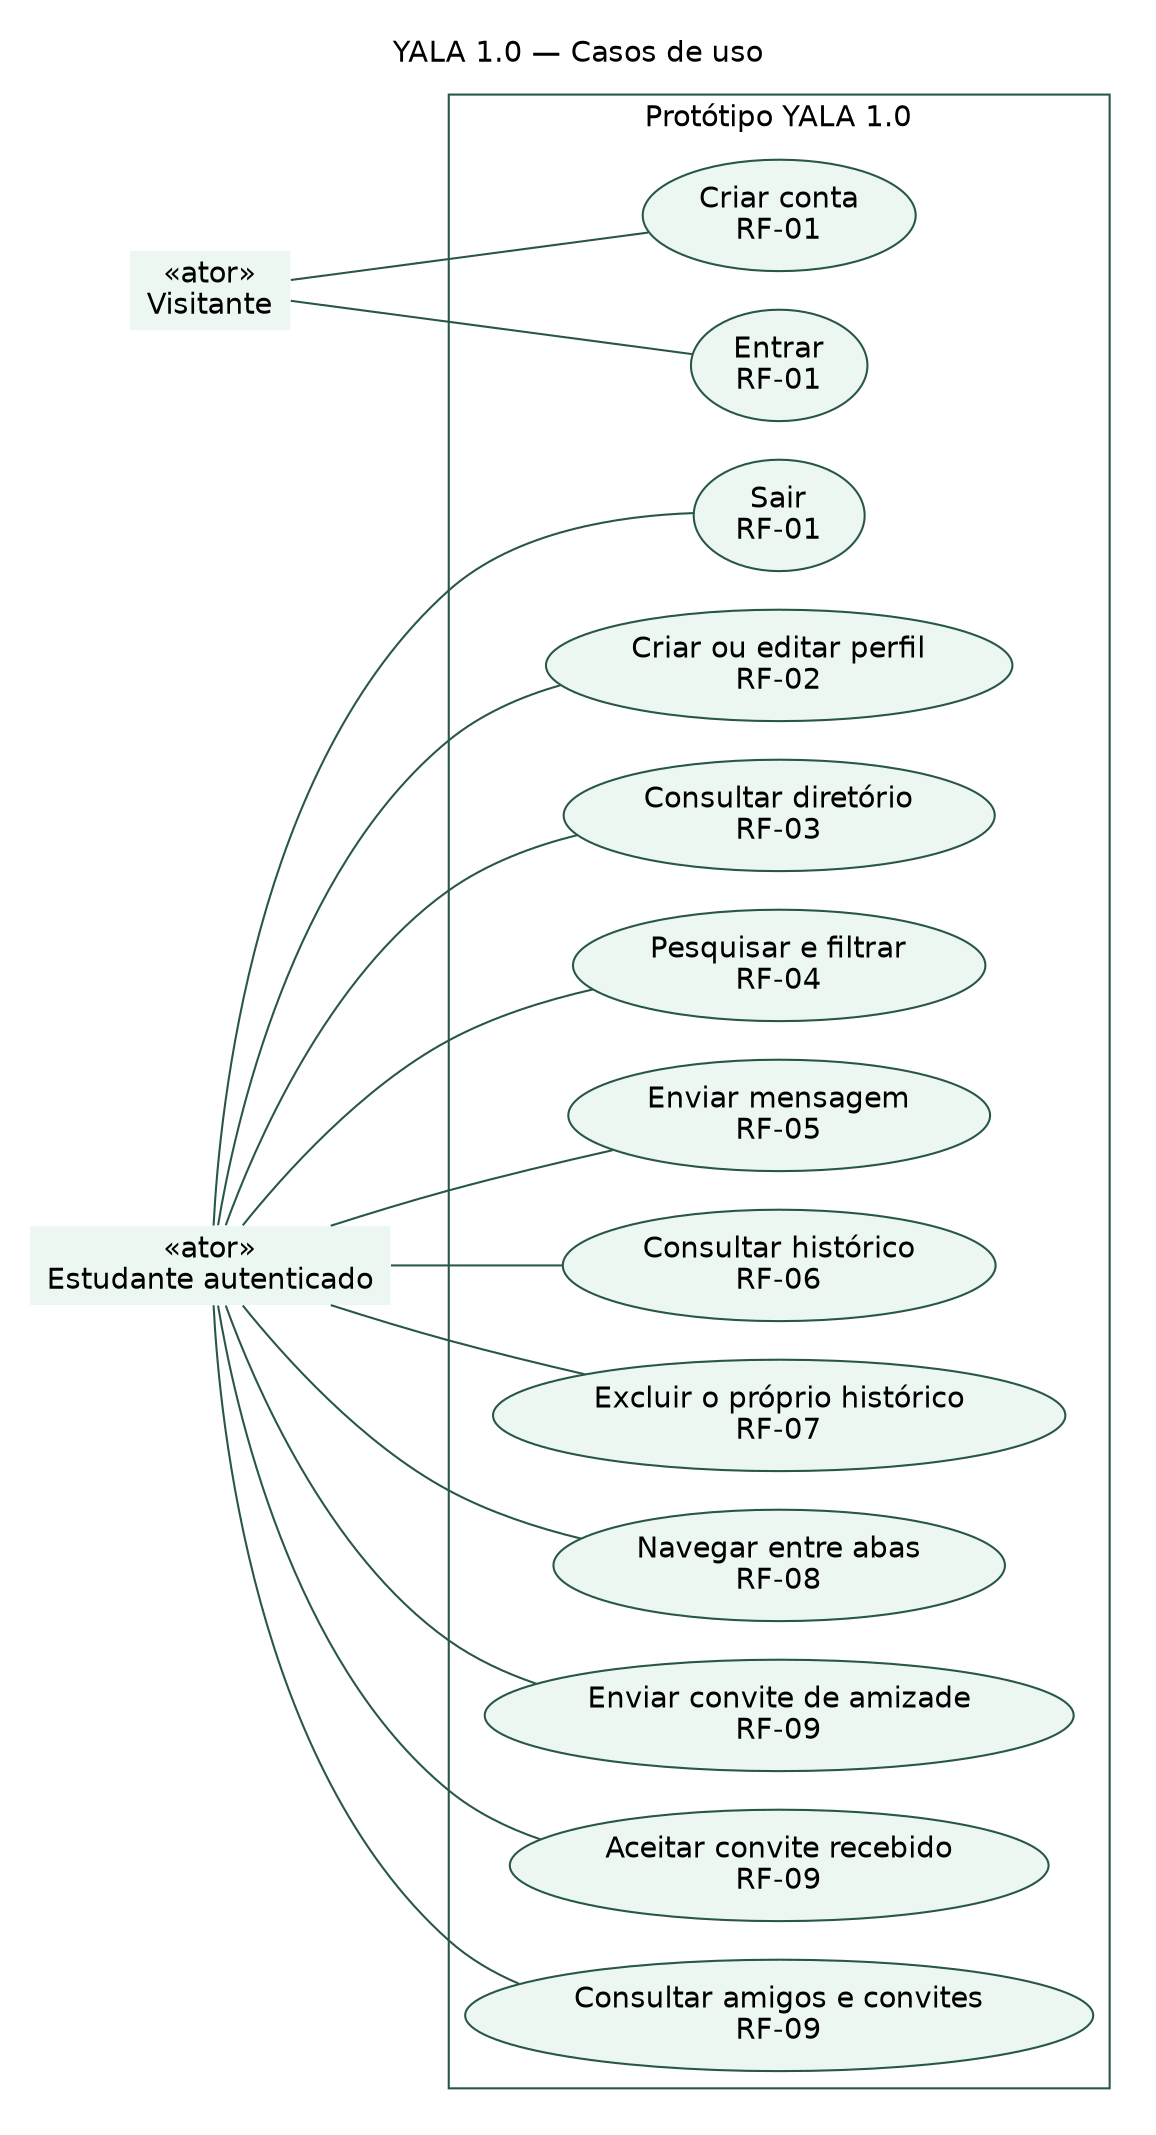 YALA 1.0 — Casos de uso
Protótipo YALA 1.0
«ator»
Visitante
Criar conta
RF-01
Entrar
RF-01
Sair
RF-01
Criar ou editar perfil
RF-02
Consultar diretório
RF-03
Pesquisar e filtrar
RF-04
Enviar mensagem
RF-05
«ator»
Estudante autenticado
Consultar histórico
RF-06
Excluir o próprio histórico
RF-07
Navegar entre abas
RF-08
Enviar convite de amizade
RF-09
Aceitar convite recebido
RF-09
Consultar amigos e convites
RF-09